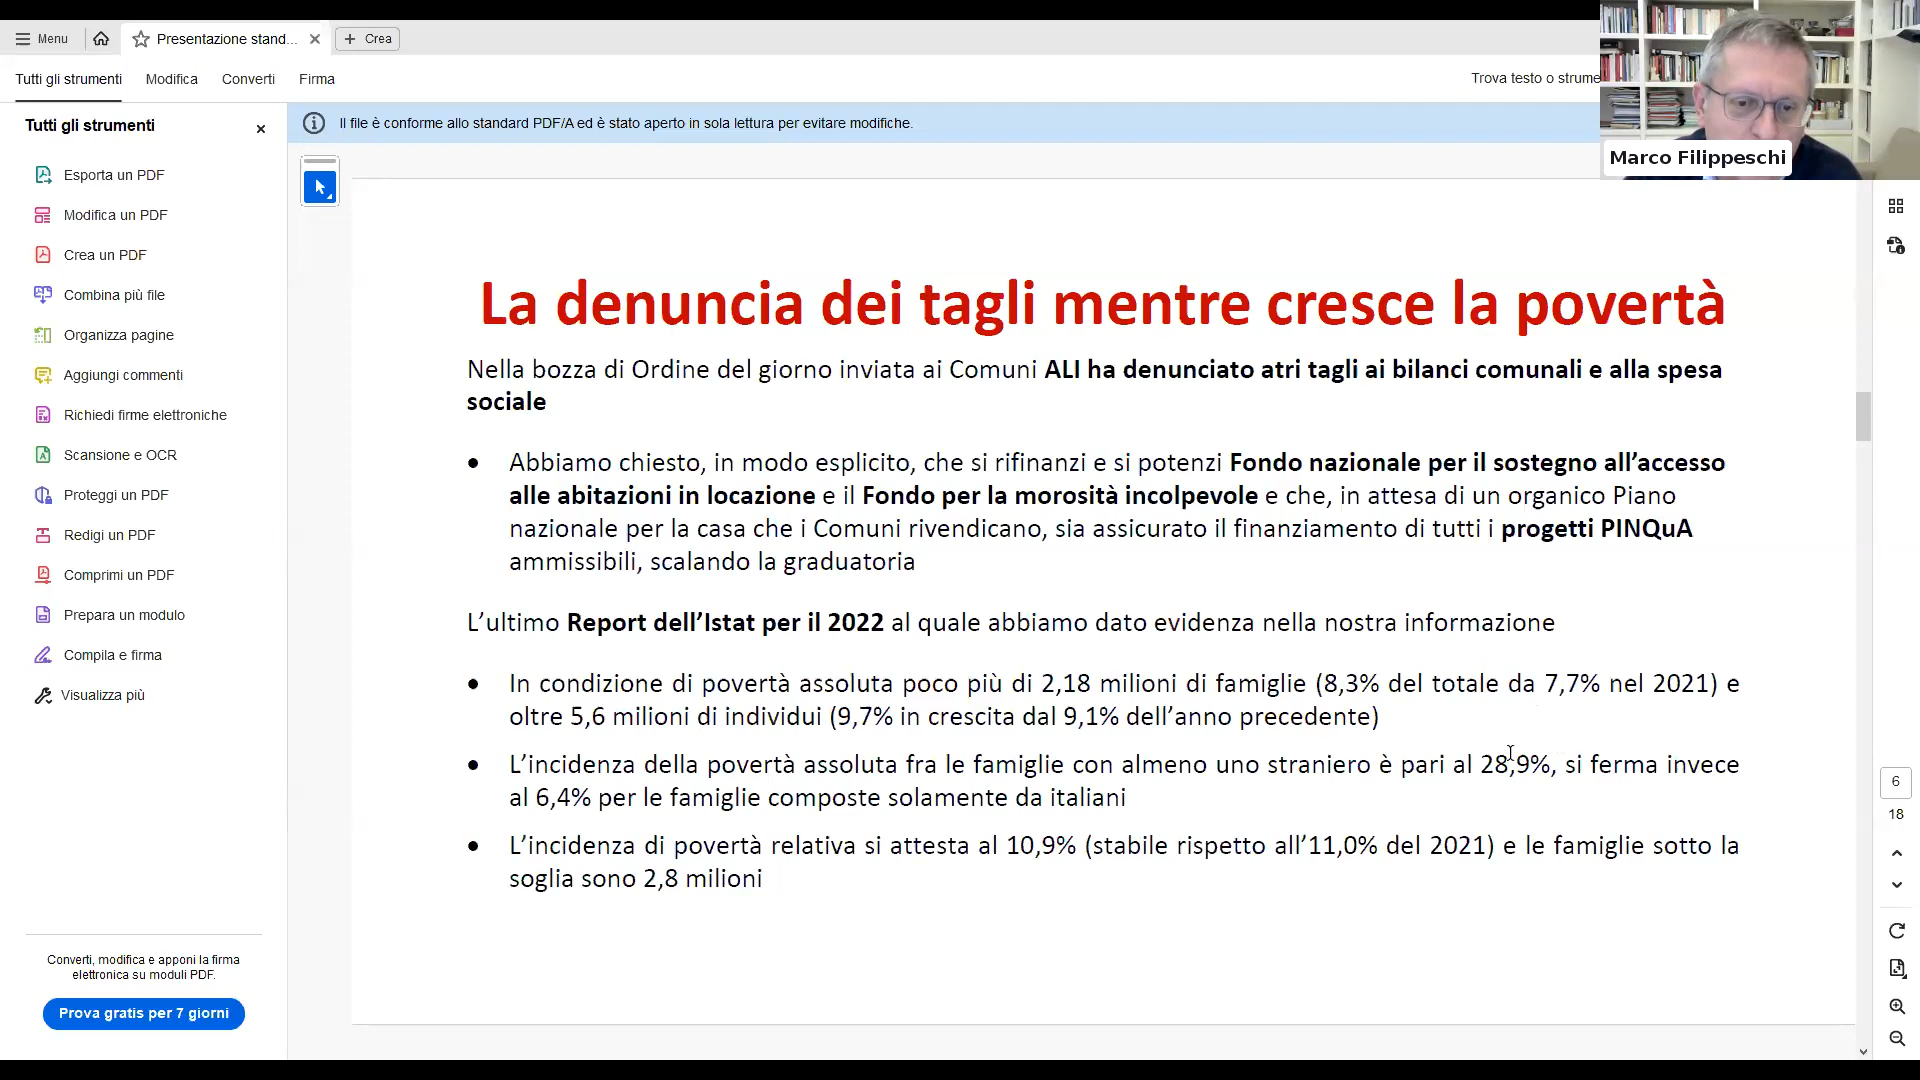 Menu
Presentazione stand...
Crea
Tutti gli strumenti
Modifica
Converti
Firma
Trova testo o strume
Tutti gli strumenti
Il file è conforme allo standard PDF/A ed è stato aperto in sola lettura per evitare modifiche.
Marco Filippeschi
Esporta un PDF
Modifica un PDF
Crea un PDF
Combina più file
Organizza pagine
Aggiungi commenti
Richiedi firme elettroniche
Scansione e OCR
Proteggi un PDF
Redigi un PDF
Comprimi un PDF
Prepara un modulo
Compila e firma
Visualizza più
Converti, modifica e apponi la firma
elettronica su moduli PDF.
Prova gratis per 7 giorni
La denuncia dei tagli mentre cresce la povertà
Nella bozza di Ordine del giorno inviata ai Comuni ALI ha denunciato atri tagli ai bilanci comunali e alla spesa
sociale
• Abbiamo chiesto, in modo esplicito, che si rifinanzi e si potenzi Fondo nazionale per il sostegno all’accesso
alle abitazioni in locazione e il Fondo per la morosità incolpevole e che, in attesa di un organico Piano
nazionale per la casa che i Comuni rivendicano, sia assicurato il finanziamento di tutti i progetti PINQuA
ammissibili, scalando la graduatoria
L’ultimo Report dell’Istat per il 2022 al quale abbiamo dato evidenza nella nostra informazione
• In condizione di povertà assoluta poco più di 2,18 milioni di famiglie (8,3% del totale da 7,7% nel 2021) e
oltre 5,6 milioni di individui (9,7% in crescita dal 9,1% dell’anno precedente)
• L’incidenza della povertà assoluta fra le famiglie con almeno uno straniero è pari al 28,9%, si ferma invece
al 6,4% per le famiglie composte solamente da italiani
• L’incidenza di povertà relativa si attesta al 10,9% (stabile rispetto all’11,0% del 2021) e le famiglie sotto la
soglia sono 2,8 milioni
6
18